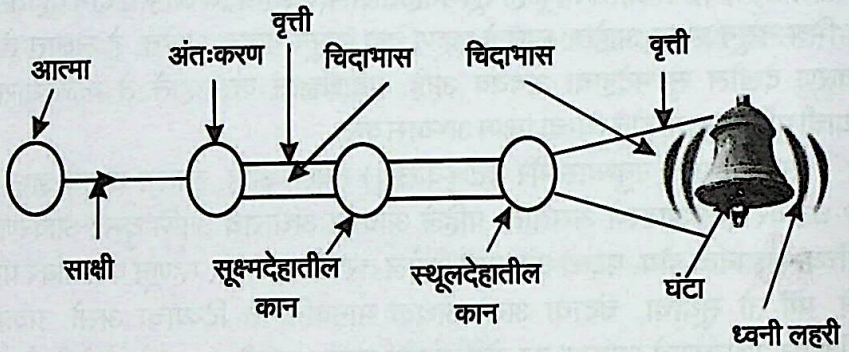 आत्मा
अंतःकरण
वृत्ती
चिदाभास
चिदाभास
वृत्ती
साक्षी
सूक्ष्मदेहातील
कान
स्थूलदेहातील
कान
घंटा
ध्वनी लहरी